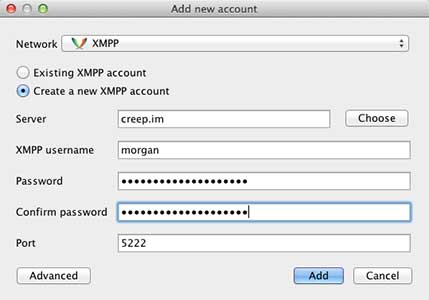 Add new account
Network XMPP
Existing XMPP account
Create a new XMPP account
Server creep.im Choose
XMPP username morgan
Password ••••••••••••••••••••
Confirm password ••••••••••••••••••••
Port 5222
Advanced Add Cancel